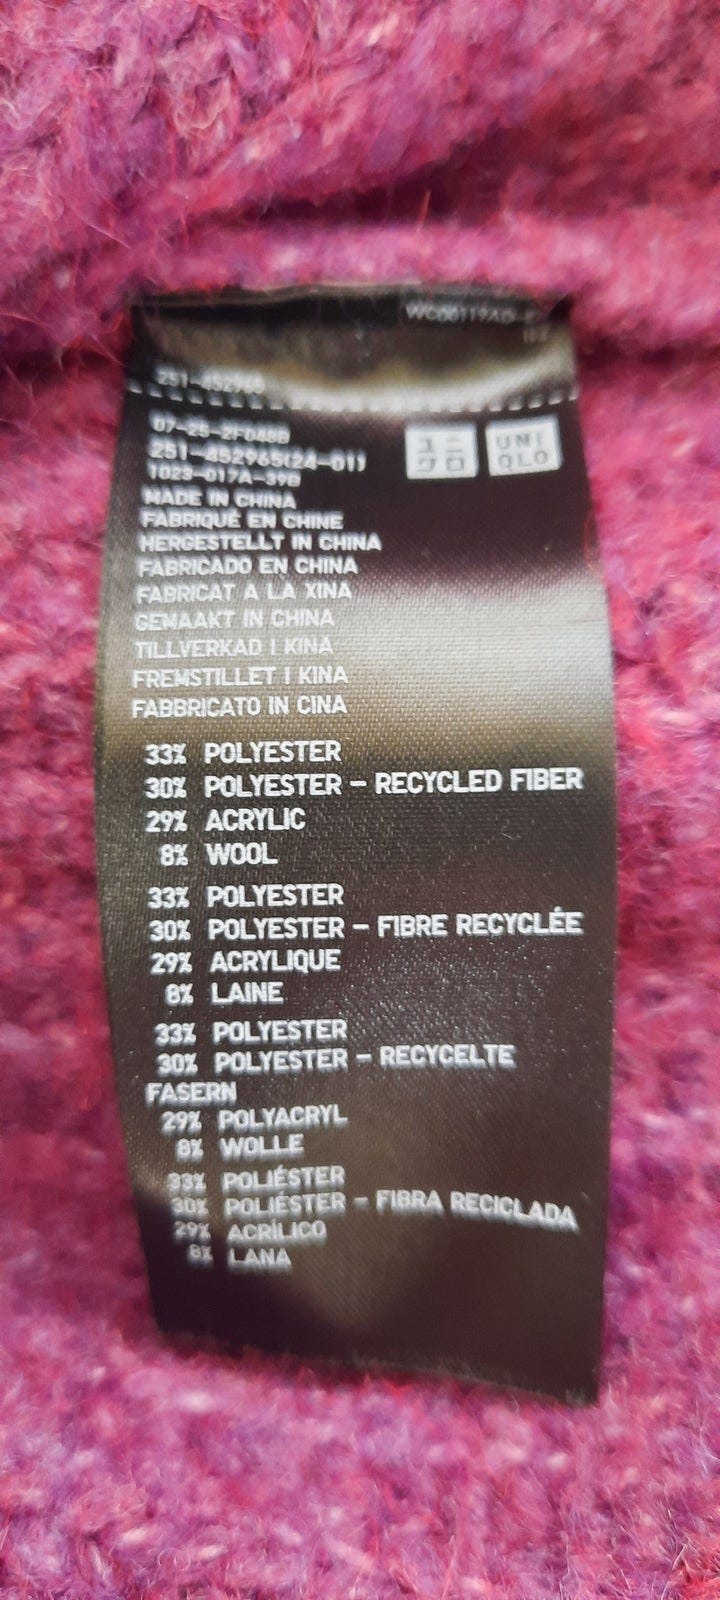 251-452965
07-25-2F048B
251-452965(24-01)
1023-017A-39B
ユニ
クロ
UNI
QLO
MADE IN CHINA
FABRIQUÉ EN CHINE
HERGESTELLT IN CHINA
FABRICADO EN CHINA
FABRICAT A LA XINA
GEMAAKT IN CHINA
TILLVERKAD I KINA
FREMSTILLET I KINA
FABBRICATO IN CINA
33% POLYESTER
30% POLYESTER – RECYCLED FIBER
29% ACRYLIC
8% WOOL
33% POLYESTER
30% POLYESTER – FIBRE RECYCLÉE
29% ACRYLIQUE
8% LAINE
33% POLYESTER
30% POLYESTER – RECYCELTE
FASERN
29% POLYACRYL
8% WOLLE
33% POLIÉSTER
30% POLIÉSTER – FIBRA RECICLADA
29% ACRÍLICO
8% LANA